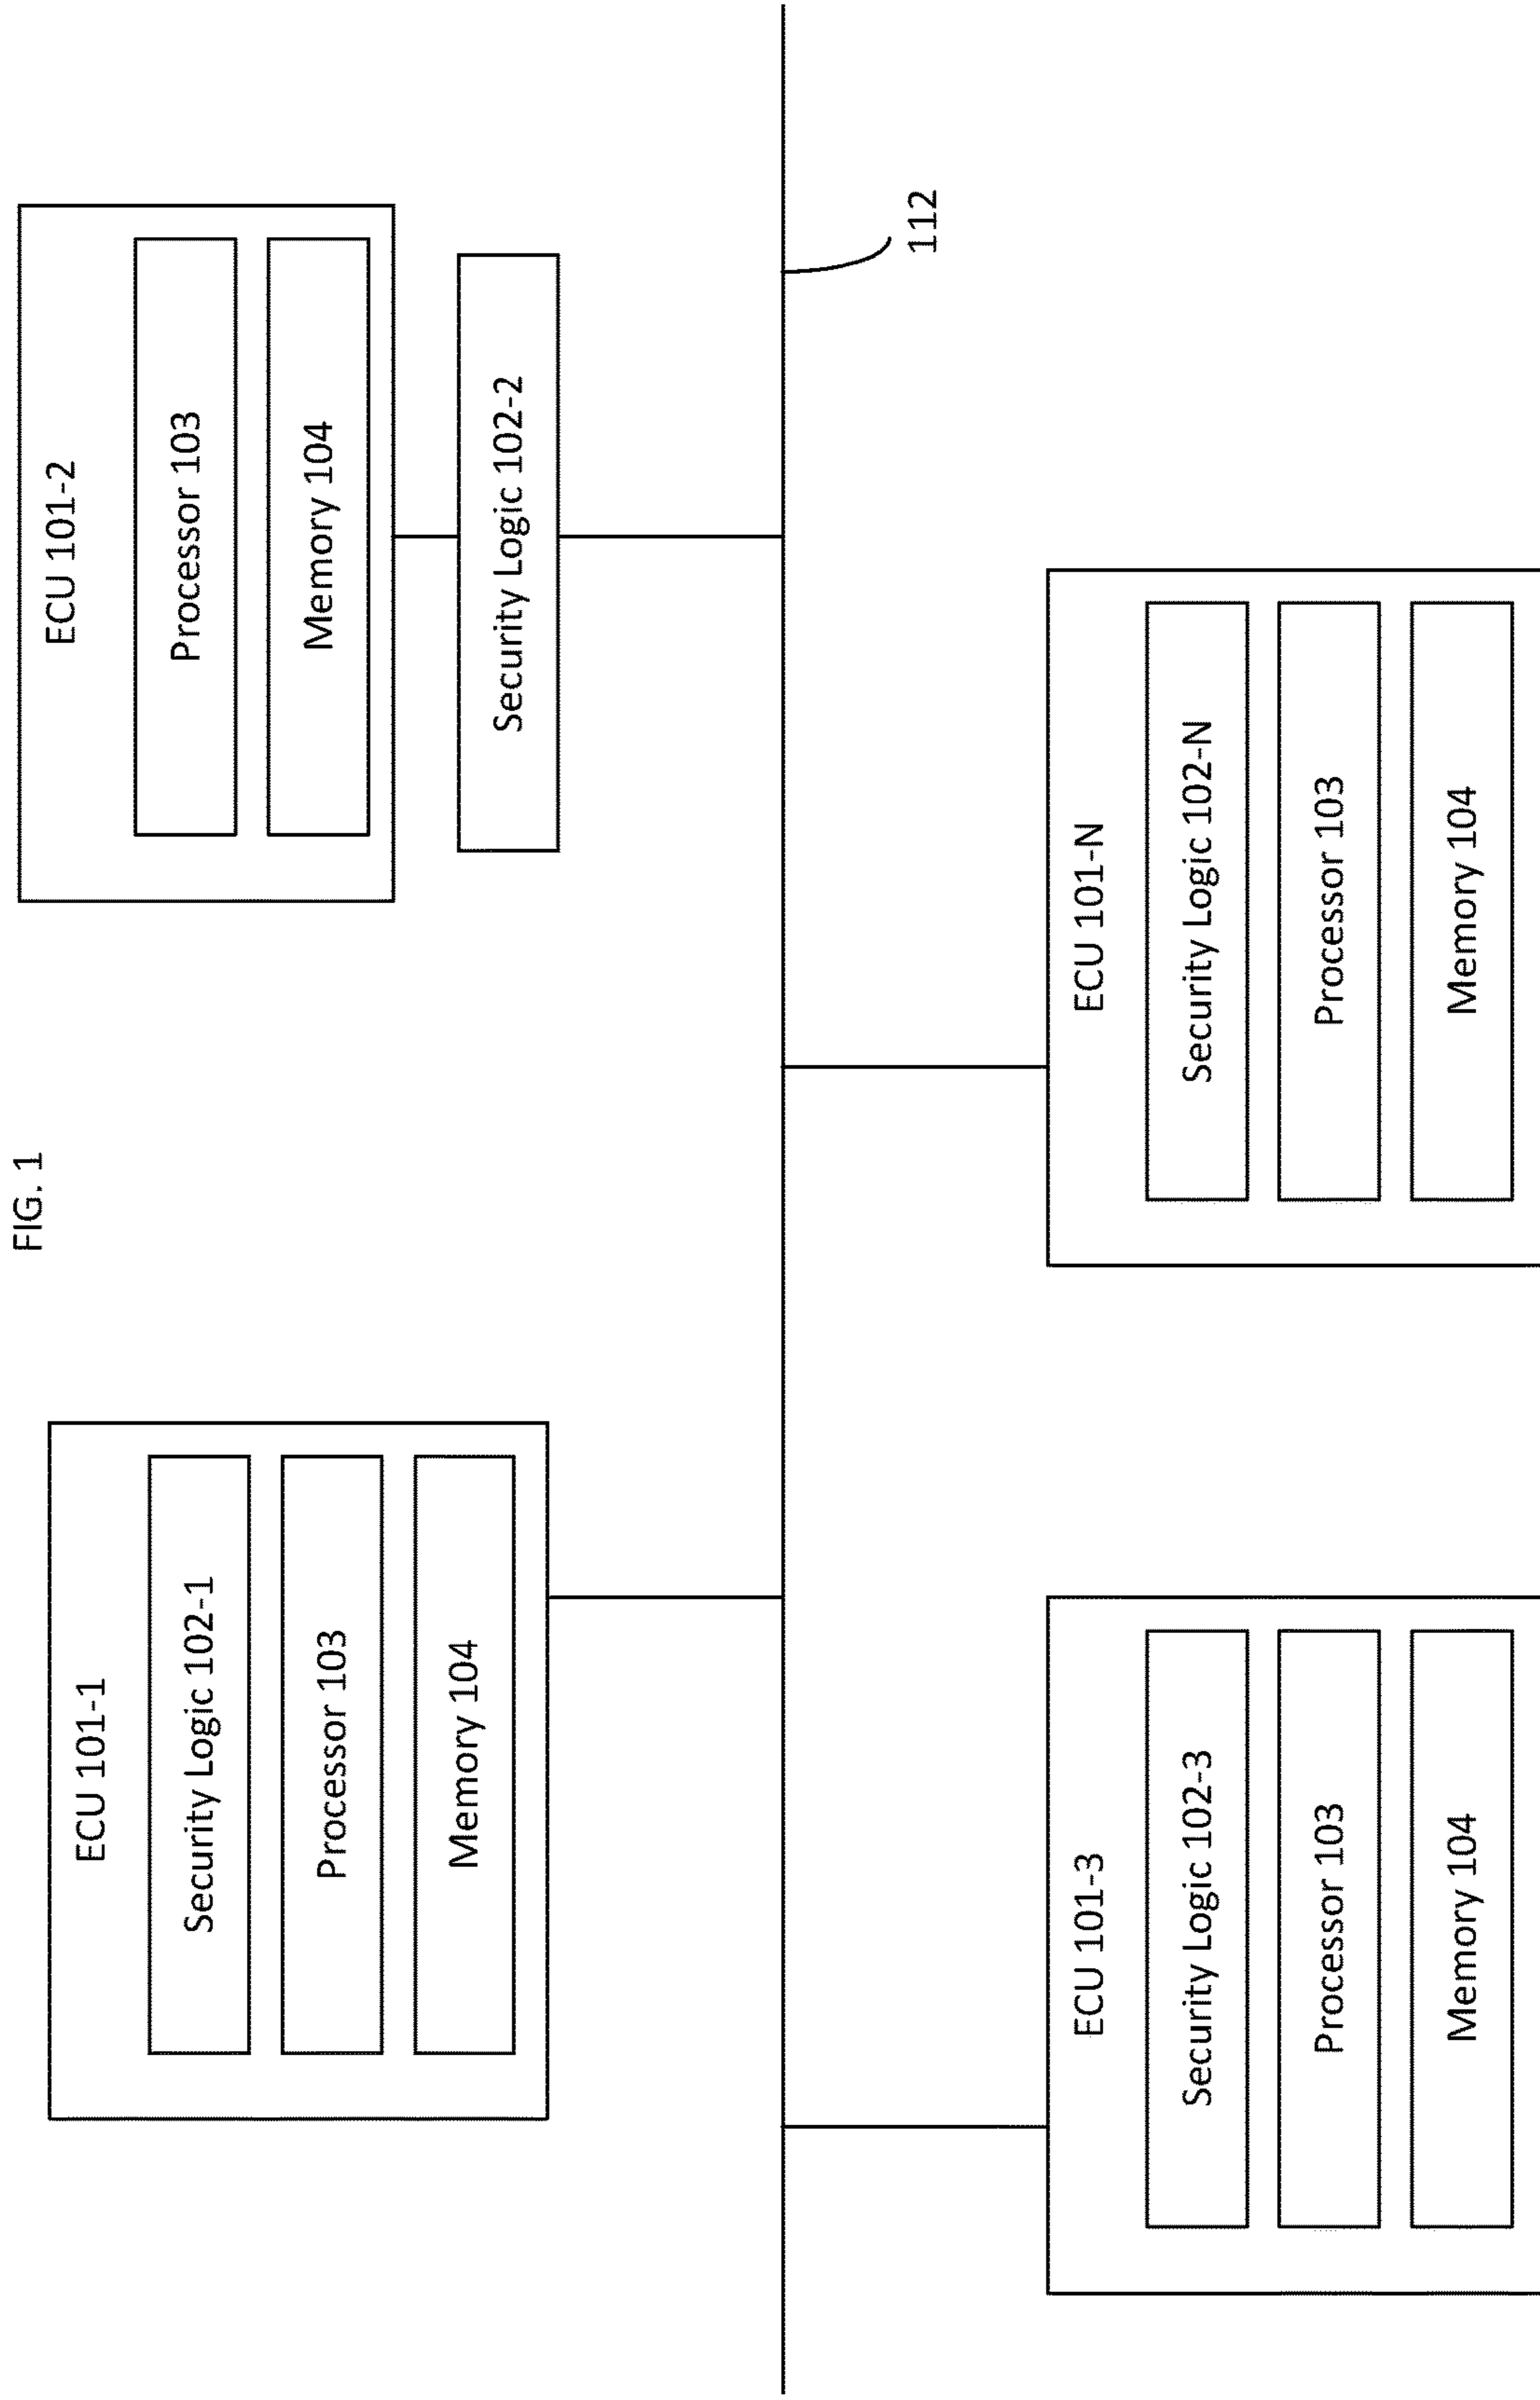 FIG. 1
ECU 101-1
Security Logic 102-1
Processor 103
Memory 104
ECU 101-2
Processor 103
Memory 104
Security Logic 102-2
112
ECU 101-3
Security Logic 102-3
Processor 103
Memory 104
ECU 101-N
Security Logic 102-N
Processor 103
Memory 104